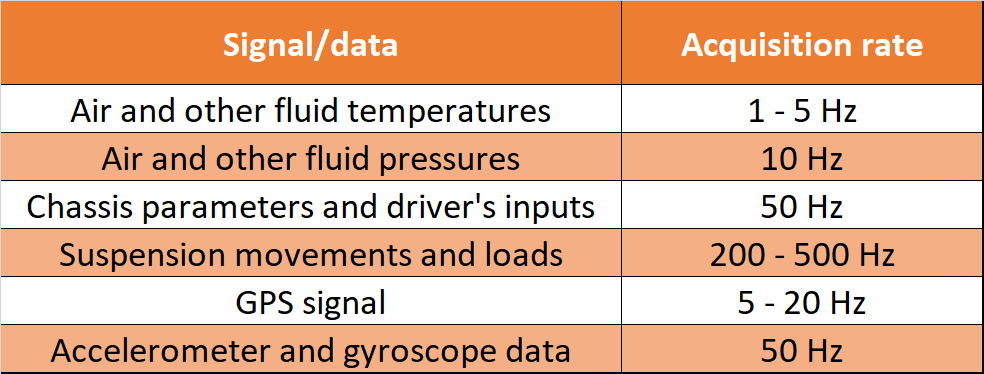 Signal/data Acquisition rate
Air and other fluid temperatures 1 - 5 Hz
Air and other fluid pressures 10 Hz
Chassis parameters and driver's inputs 50 Hz
Suspension movements and loads 200 - 500 Hz
GPS signal 5 - 20 Hz
Accelerometer and gyroscope data 50 Hz